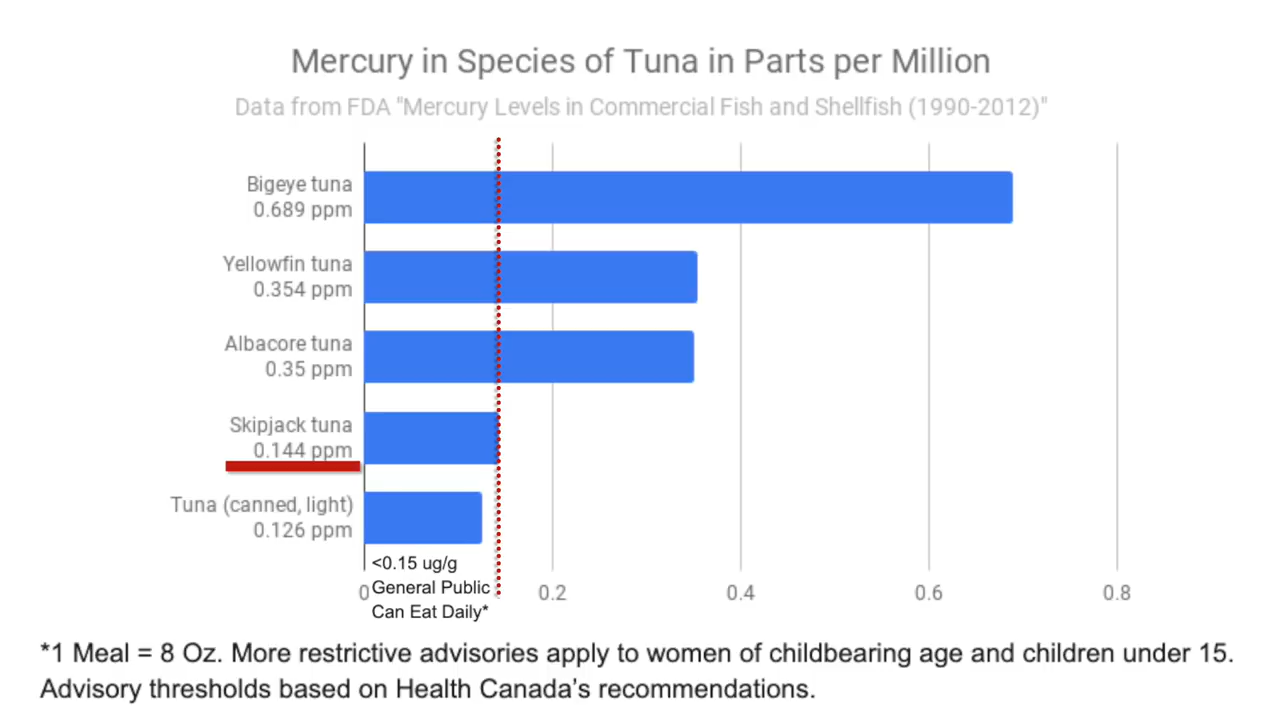 Mercury in Species of Tuna in Parts per Million
Data from FDA "Mercury Levels in Commercial Fish and Shellfish (1990-2012)"
Bigeye tuna
0.689 ppm
Yellowfin tuna
0.354 ppm
Albacore tuna
0.35 ppm
Skipjack tuna
0.144 ppm
Tuna (canned, light)
0.126 ppm
<0.15 ug/g
General Public
Can Eat Daily*
0 0.2 0.4 0.6 0.8
*1 Meal = 8 Oz. More restrictive advisories apply to women of childbearing age and children under 15.
Advisory thresholds based on Health Canada’s recommendations.